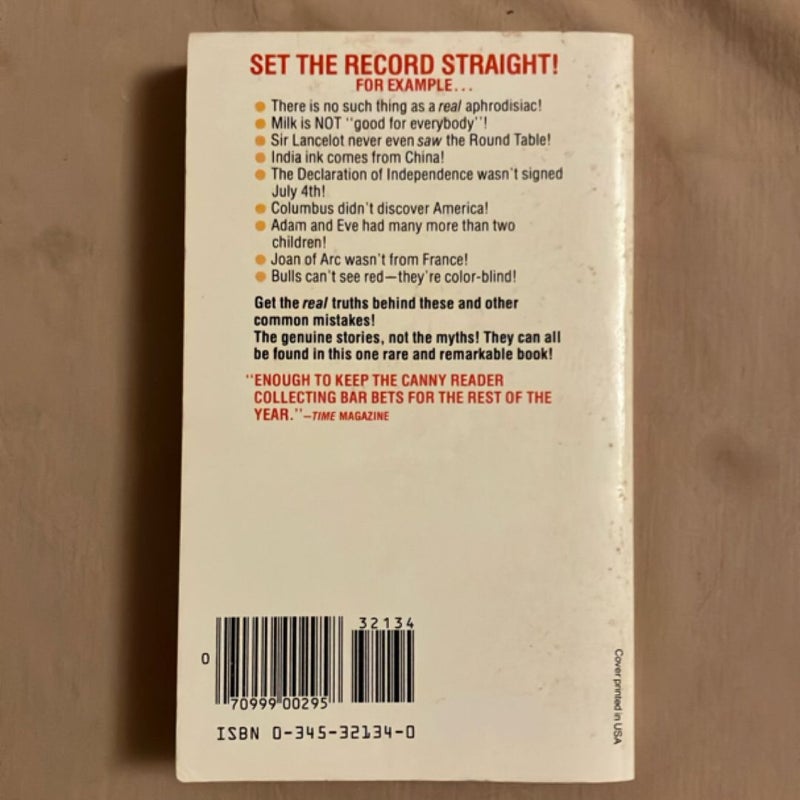 SET THE RECORD STRAIGHT!
FOR EXAMPLE...
● There is no such thing as a real aphrodisiac!
● Milk is NOT "good for everybody"!
● Sir Lancelot never even saw the Round Table!
● India ink comes from China!
● The Declaration of Independence wasn't signed
July 4th!
● Columbus didn't discover America!
● Adam and Eve had many more than two
children!
● Joan of Arc wasn't from France!
● Bulls can't see red—they're color-blind!
Get the real truths behind these and other
common mistakes!
The genuine stories, not the myths! They can all
be found in this one rare and remarkable book!
"ENOUGH TO KEEP THE CANNY READER
COLLECTING BAR BETS FOR THE REST OF THE
YEAR."—TIME MAGAZINE
32134
0
70999 00295
ISBN 0-345-32134-0
Cover printed in USA